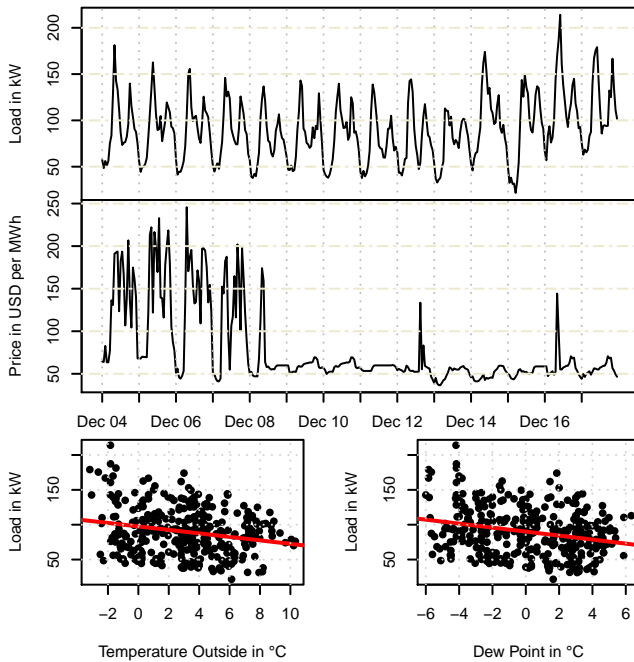 Load in kW
50
100
150
200
Price in USD per MWh
50
100
150
200
250
Dec 04
Dec 06
Dec 08
Dec 10
Dec 12
Dec 14
Dec 16
Load in kW
50
150
−2
0
2
4
6
8
10
Temperature Outside in °C
Load in kW
50
150
−6
−4
−2
0
2
4
6
Dew Point in °C